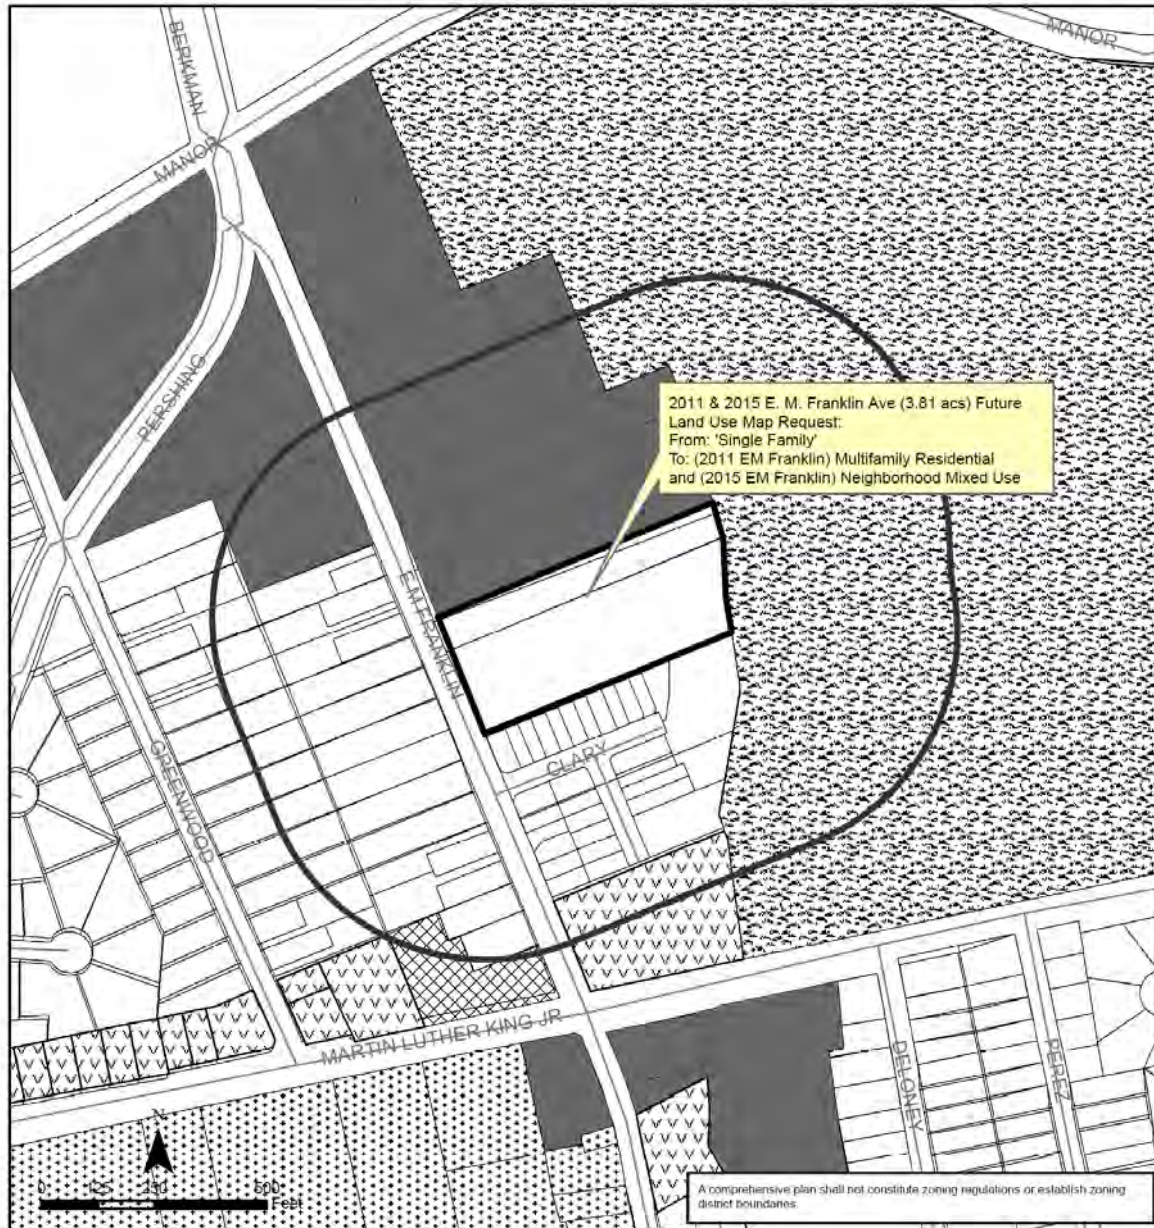 BERKMAN
MANOR
MANOR
PERSHING
2011 & 2015 E. M. Franklin Ave (3.81 acs) Future
Land Use Map Request:
From: 'Single Family'
To: (2011 EM Franklin) Multifamily Residential
and (2015 EM Franklin) Neighborhood Mixed Use
E M FRANKLIN
GREENWOOD
CLARY
MARTIN LUTHER KING JR
DELONEY
PEREZ
N
0 125 250 500
Feet
A comprehensive plan shall not constitute zoning regulations or establish zoning
district boundaries.